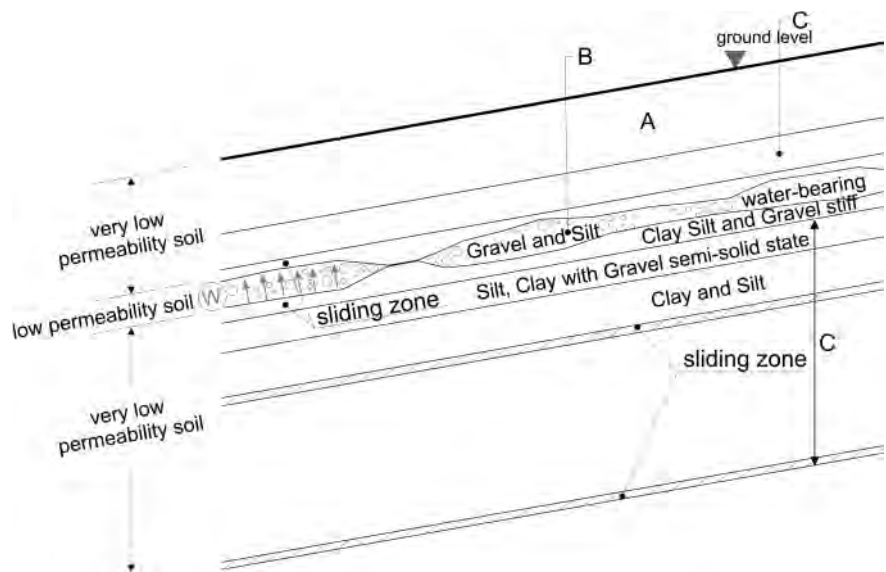 C
ground level
B
A
water-bearing
very low
permeability soil
Gravel and Silt
Clay Silt and Gravel stiff
W
low permeability soil
sliding zone
Silt, Clay with Gravel semi-solid state
Clay and Silt
C
sliding zone
very low
permeability soil